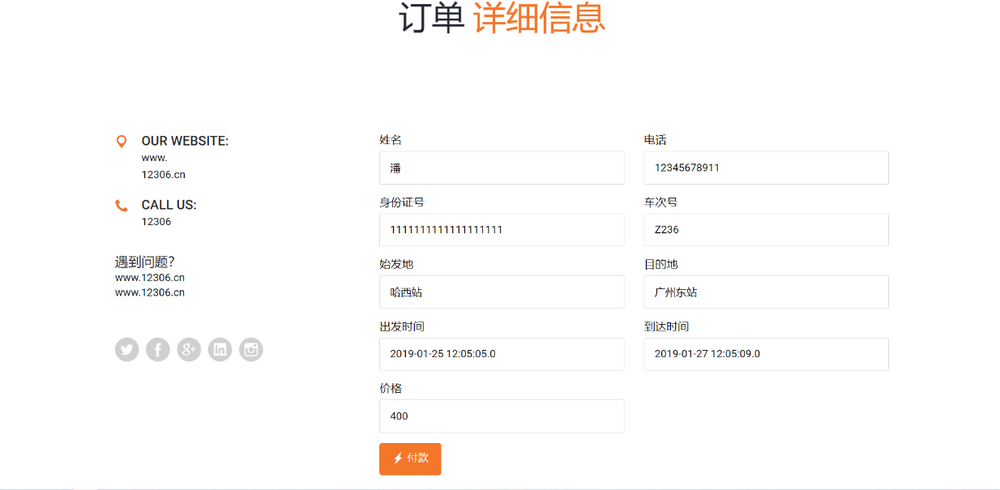 订单 详细信息
OUR WEBSITE:
www.
12306.cn
CALL US:
12306
遇到问题?
www.12306.cn
www.12306.cn
姓名
潘
电话
12345678911
身份证号
1111111111111111111
车次号
Z236
始发地
哈西站
目的地
广州东站
出发时间
2019-01-25 12:05:05.0
到达时间
2019-01-27 12:05:09.0
价格
400
付款